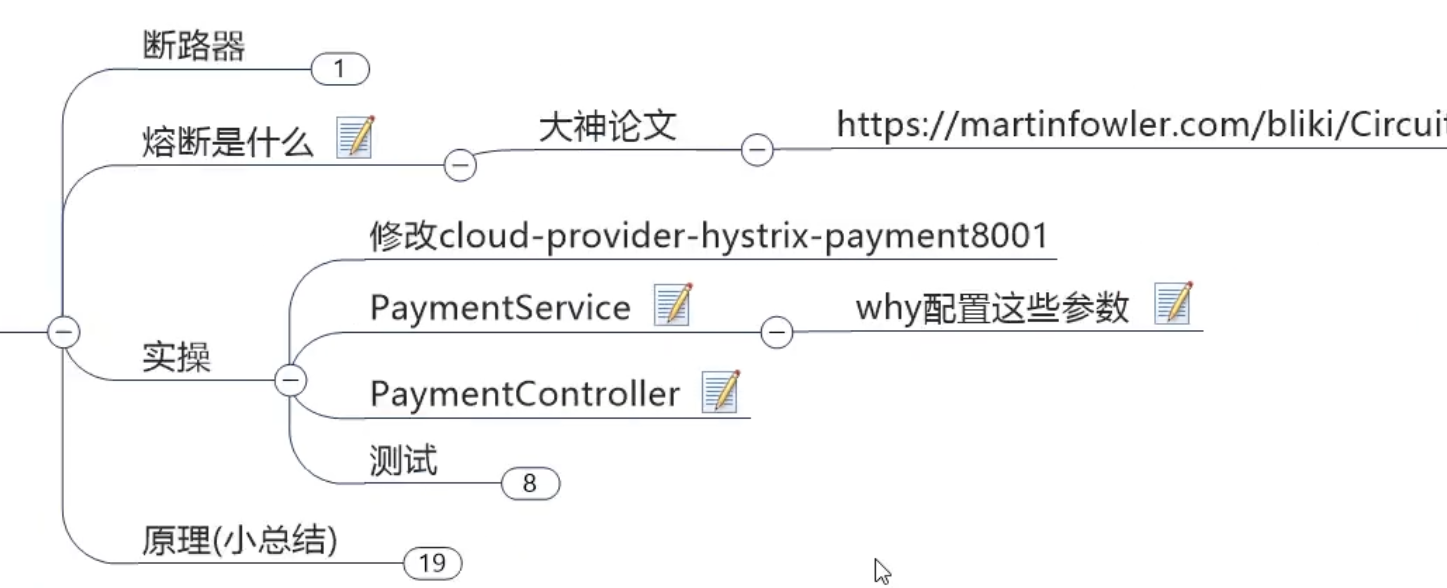 断路器
1
熔断是什么
大神论文
https://martinfowler.com/bliki/Circuit
修改cloud-provider-hystrix-payment8001
PaymentService
why配置这些参数
实操
PaymentController
测试
8
原理(小总结)
19